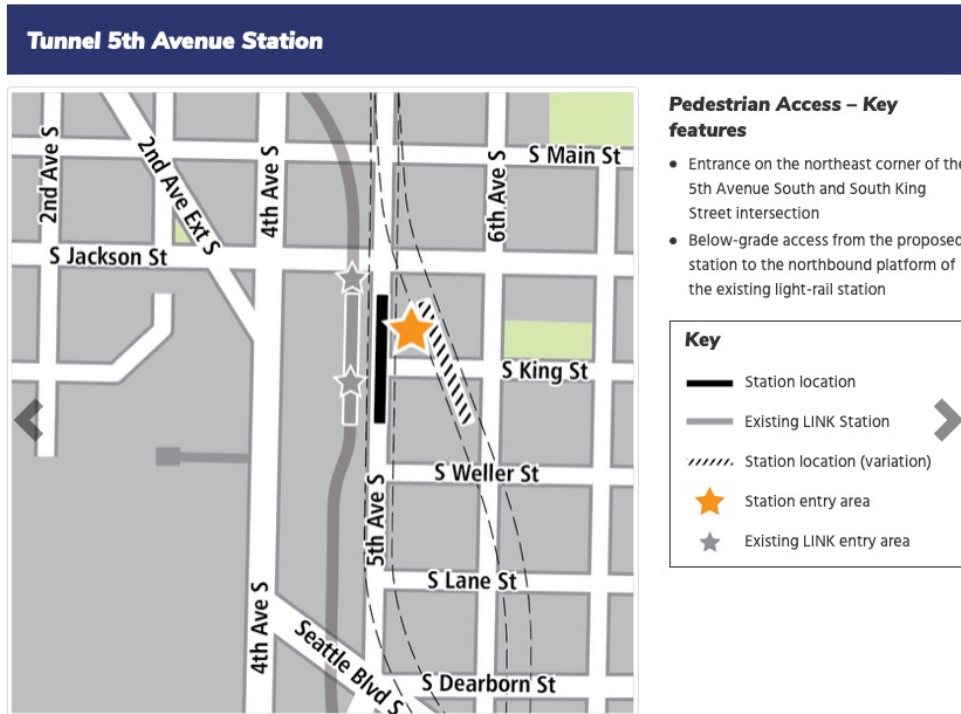 Tunnel 5th Avenue Station
2nd Ave S
2nd Ave Ext S
4th Ave S
6th Ave S
S Main St
S Jackson St
S King St
S Weller St
5th Ave S
S Lane St
4th Ave S
Seattle Blvd S
S Dearborn St
Pedestrian Access – Key
features
• Entrance on the northeast corner of the
5th Avenue South and South King
Street intersection
• Below-grade access from the proposed
station to the northbound platform of
the existing light-rail station
Key
Station location
Existing LINK Station
Station location (variation)
Station entry area
Existing LINK entry area